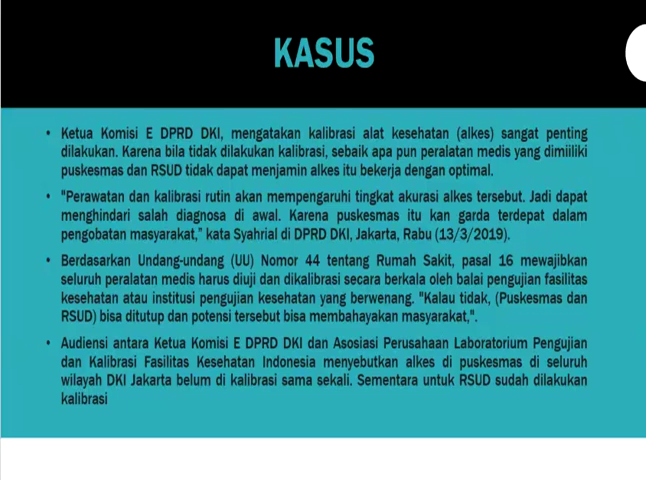 KASUS
• Ketua Komisi E DPRD DKI, mengatakan kalibrasi alat kesehatan (alkes) sangat penting
dilakukan. Karena bila tidak dilakukan kalibrasi, sebaik apa pun peralatan medis yang dimiiliki
puskesmas dan RSUD tidak dapat menjamin alkes itu bekerja dengan optimal.
• "Perawatan dan kalibrasi rutin akan mempengaruhi tingkat akurasi alkes tersebut. Jadi dapat
menghindari salah diagnosa di awal. Karena puskesmas itu kan garda terdepat dalam
pengobatan masyarakat," kata Syahrial di DPRD DKI, Jakarta, Rabu (13/3/2019).
• Berdasarkan Undang-undang (UU) Nomor 44 tentang Rumah Sakit, pasal 16 mewajibkan
seluruh peralatan medis harus diuji dan dikalibrasi secara berkala oleh balai pengujian fasilitas
kesehatan atau institusi pengujian kesehatan yang berwenang. "Kalau tidak, (Puskesmas dan
RSUD) bisa ditutup dan potensi tersebut bisa membahayakan masyarakat,".
• Audiensi antara Ketua Komisi E DPRD DKI dan Asosiasi Perusahaan Laboratorium Pengujian
dan Kalibrasi Fasilitas Kesehatan Indonesia menyebutkan alkes di puskesmas di seluruh
wilayah DKI Jakarta belum di kalibrasi sama sekali. Sementara untuk RSUD sudah dilakukan
kalibrasi